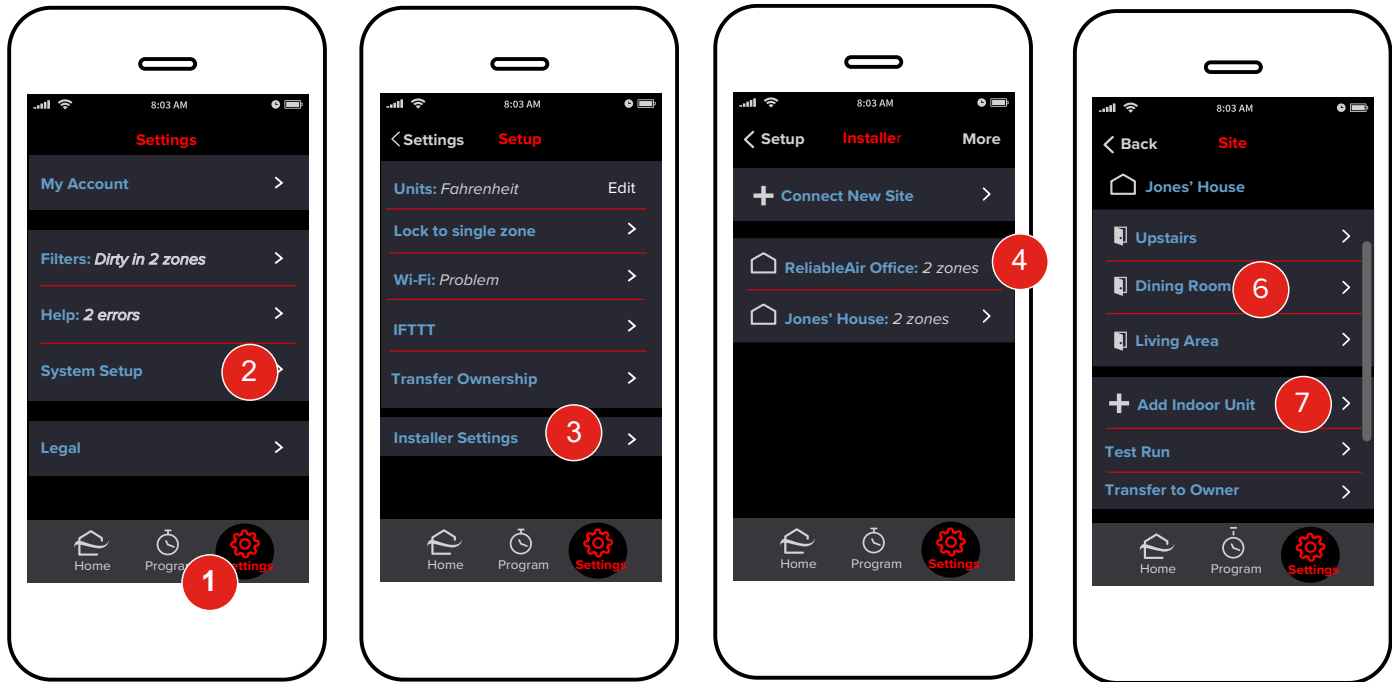 8:03 AM
Settings
My Account
Filters: Dirty in 2 zones
Help: 2 errors
System Setup
2
Legal
Home
Progra
ettings
1
8:03 AM
Settings
Setup
Units: Fahrenheit
Edit
Lock to single zone
Wi-Fi: Problem
IFTTT
Transfer Ownership
Installer Settings
3
Home
Program
Settings
8:03 AM
Setup
Installer
More
Connect New Site
ReliableAir Office: 2 zones
4
Jones' House: 2 zones
Home
Program
Settings
8:03 AM
Back
Site
Jones' House
Upstairs
Dining Room
6
Living Area
Add Indoor Unit
7
Test Run
Transfer to Owner
Home
Program
Settings